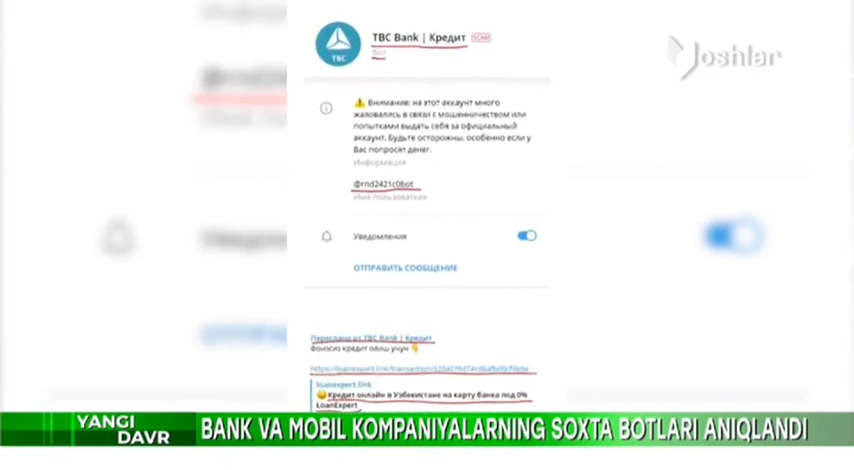 TBC Bank | Кредит SCAM
бот
TBC
Joshlar
⚠️ Внимание: на этот аккаунт много
жаловались в связи с мошенничеством или
попытками выдать себя за официальный
аккаунт. Будьте осторожны, особенно если у
Вас попросят денег.
Информация
@rnd2421c0bot
Имя пользователя
Уведомления
ОТПРАВИТЬ СООБЩЕНИЕ
Переслано от TBC Bank | Кредит
Фоизсиз кредит олиш учун 👇
loanexpert.link
😀Кредит онлайн в Узбекистане на карту банка под 0%
LoanExpert
YANGI
DAVR
BANK VA MOBIL KOMPANIYALARNING SOXTA BOTLARI ANIQLANDI